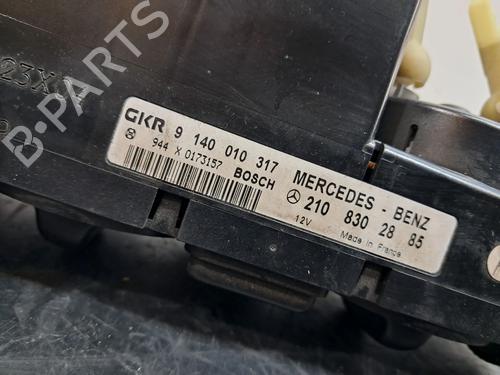 GKR 9 140 010 317 MERCEDES - BENZ
944 X 0173157 BOSCH 210 830 28 85
12V Made in France
B-PARTS